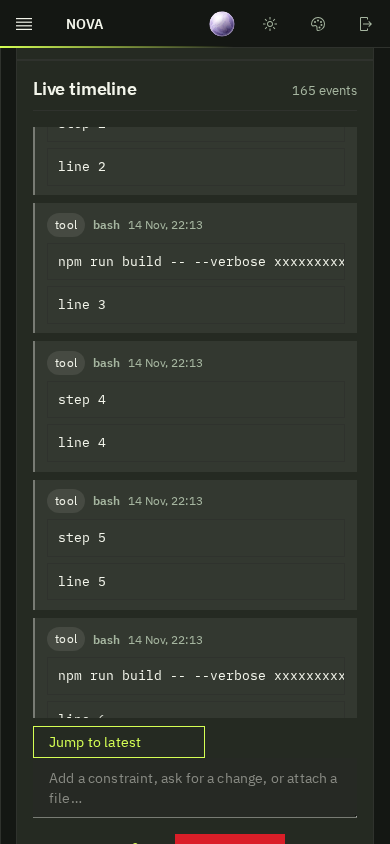 NOVA
Live timeline
165 events
line 2
tool bash 14 Nov, 22:13
npm run build -- --verbose xxxxxxxxx
line 3
tool bash 14 Nov, 22:13
step 4
line 4
tool bash 14 Nov, 22:13
step 5
line 5
tool bash 14 Nov, 22:13
npm run build -- --verbose xxxxxxxxx
Jump to latest
Add a constraint, ask for a change, or attach a
file...